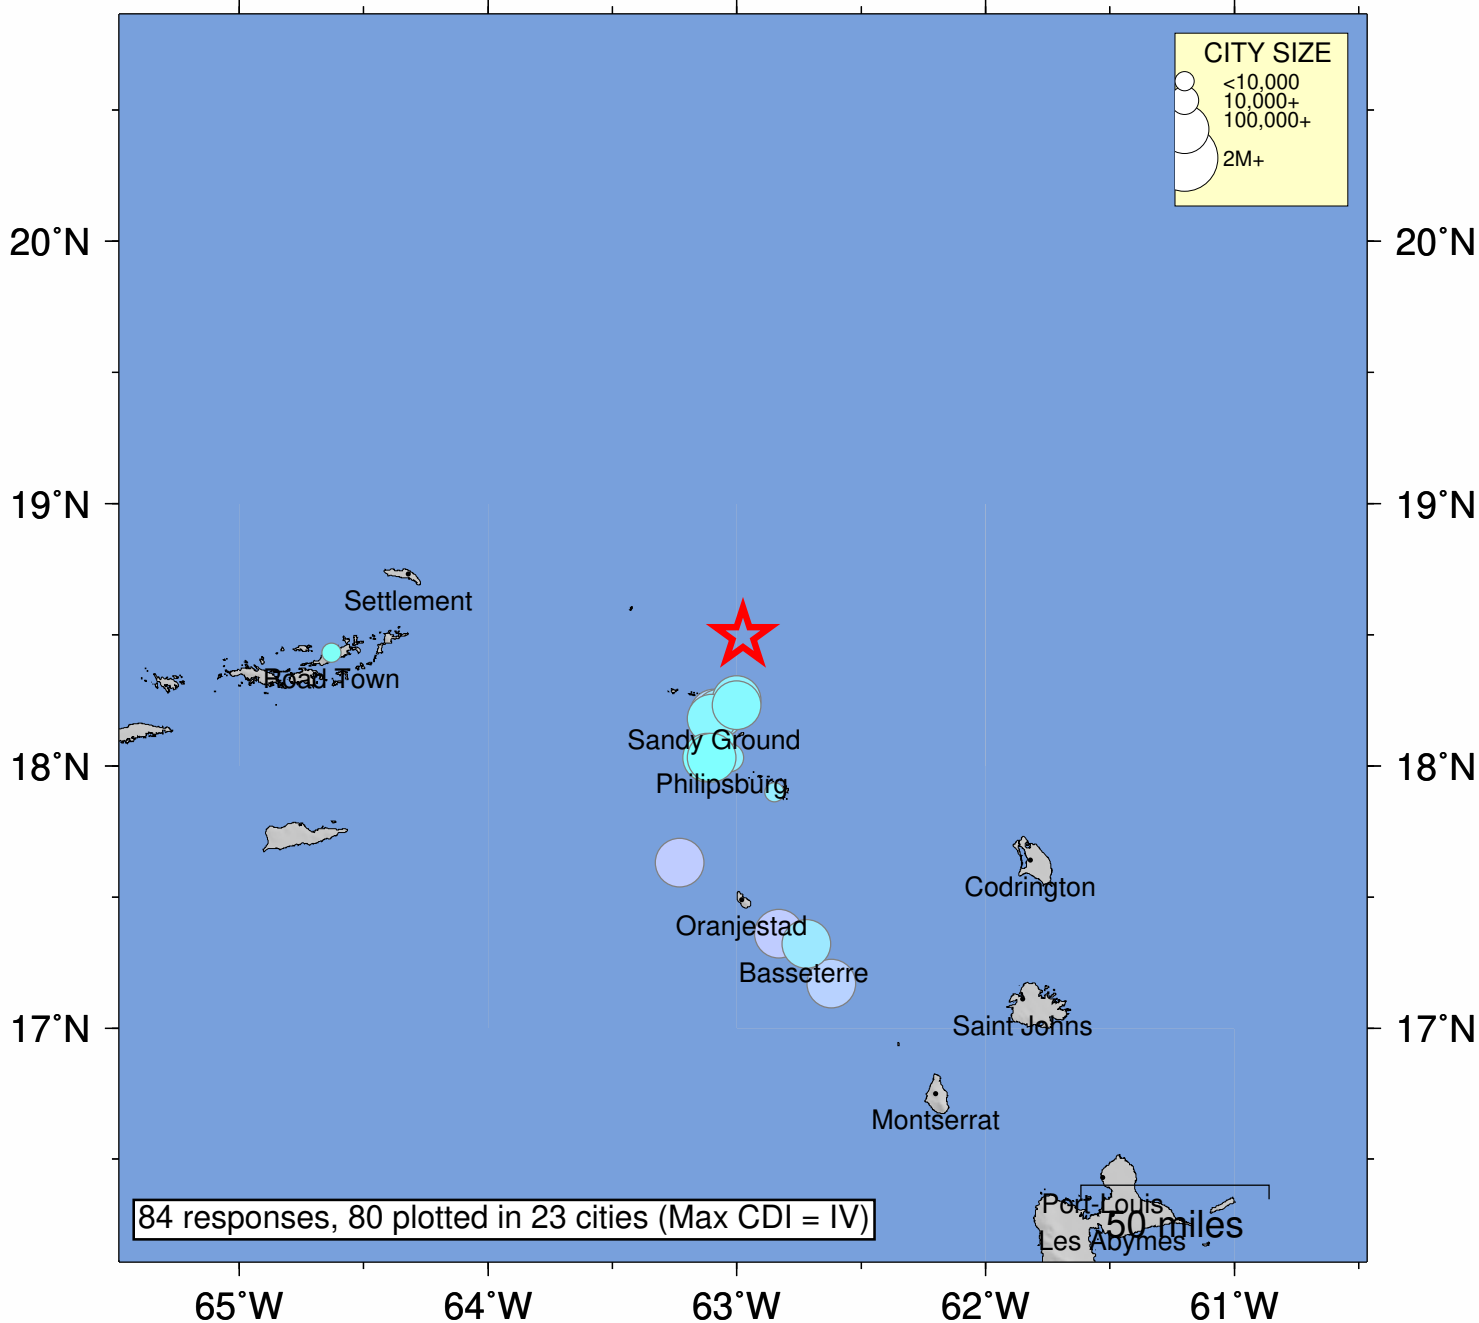 CITY SIZE
<10,000
10,000+
100,000+
2M+
20˚N
20˚N
19˚N
19˚N
Settlement
Road Town
Sandy Ground
18˚N
18˚N
Philipsburg
Codrington
Oranjestad
Basseterre
17˚N
17˚N
Saint Johns
Montserrat
Port-Louis
84 responses, 80 plotted in 23 cities (Max CDI = IV)
50 miles
Les Abymes
65˚W
64˚W
63˚W
62˚W
61˚W